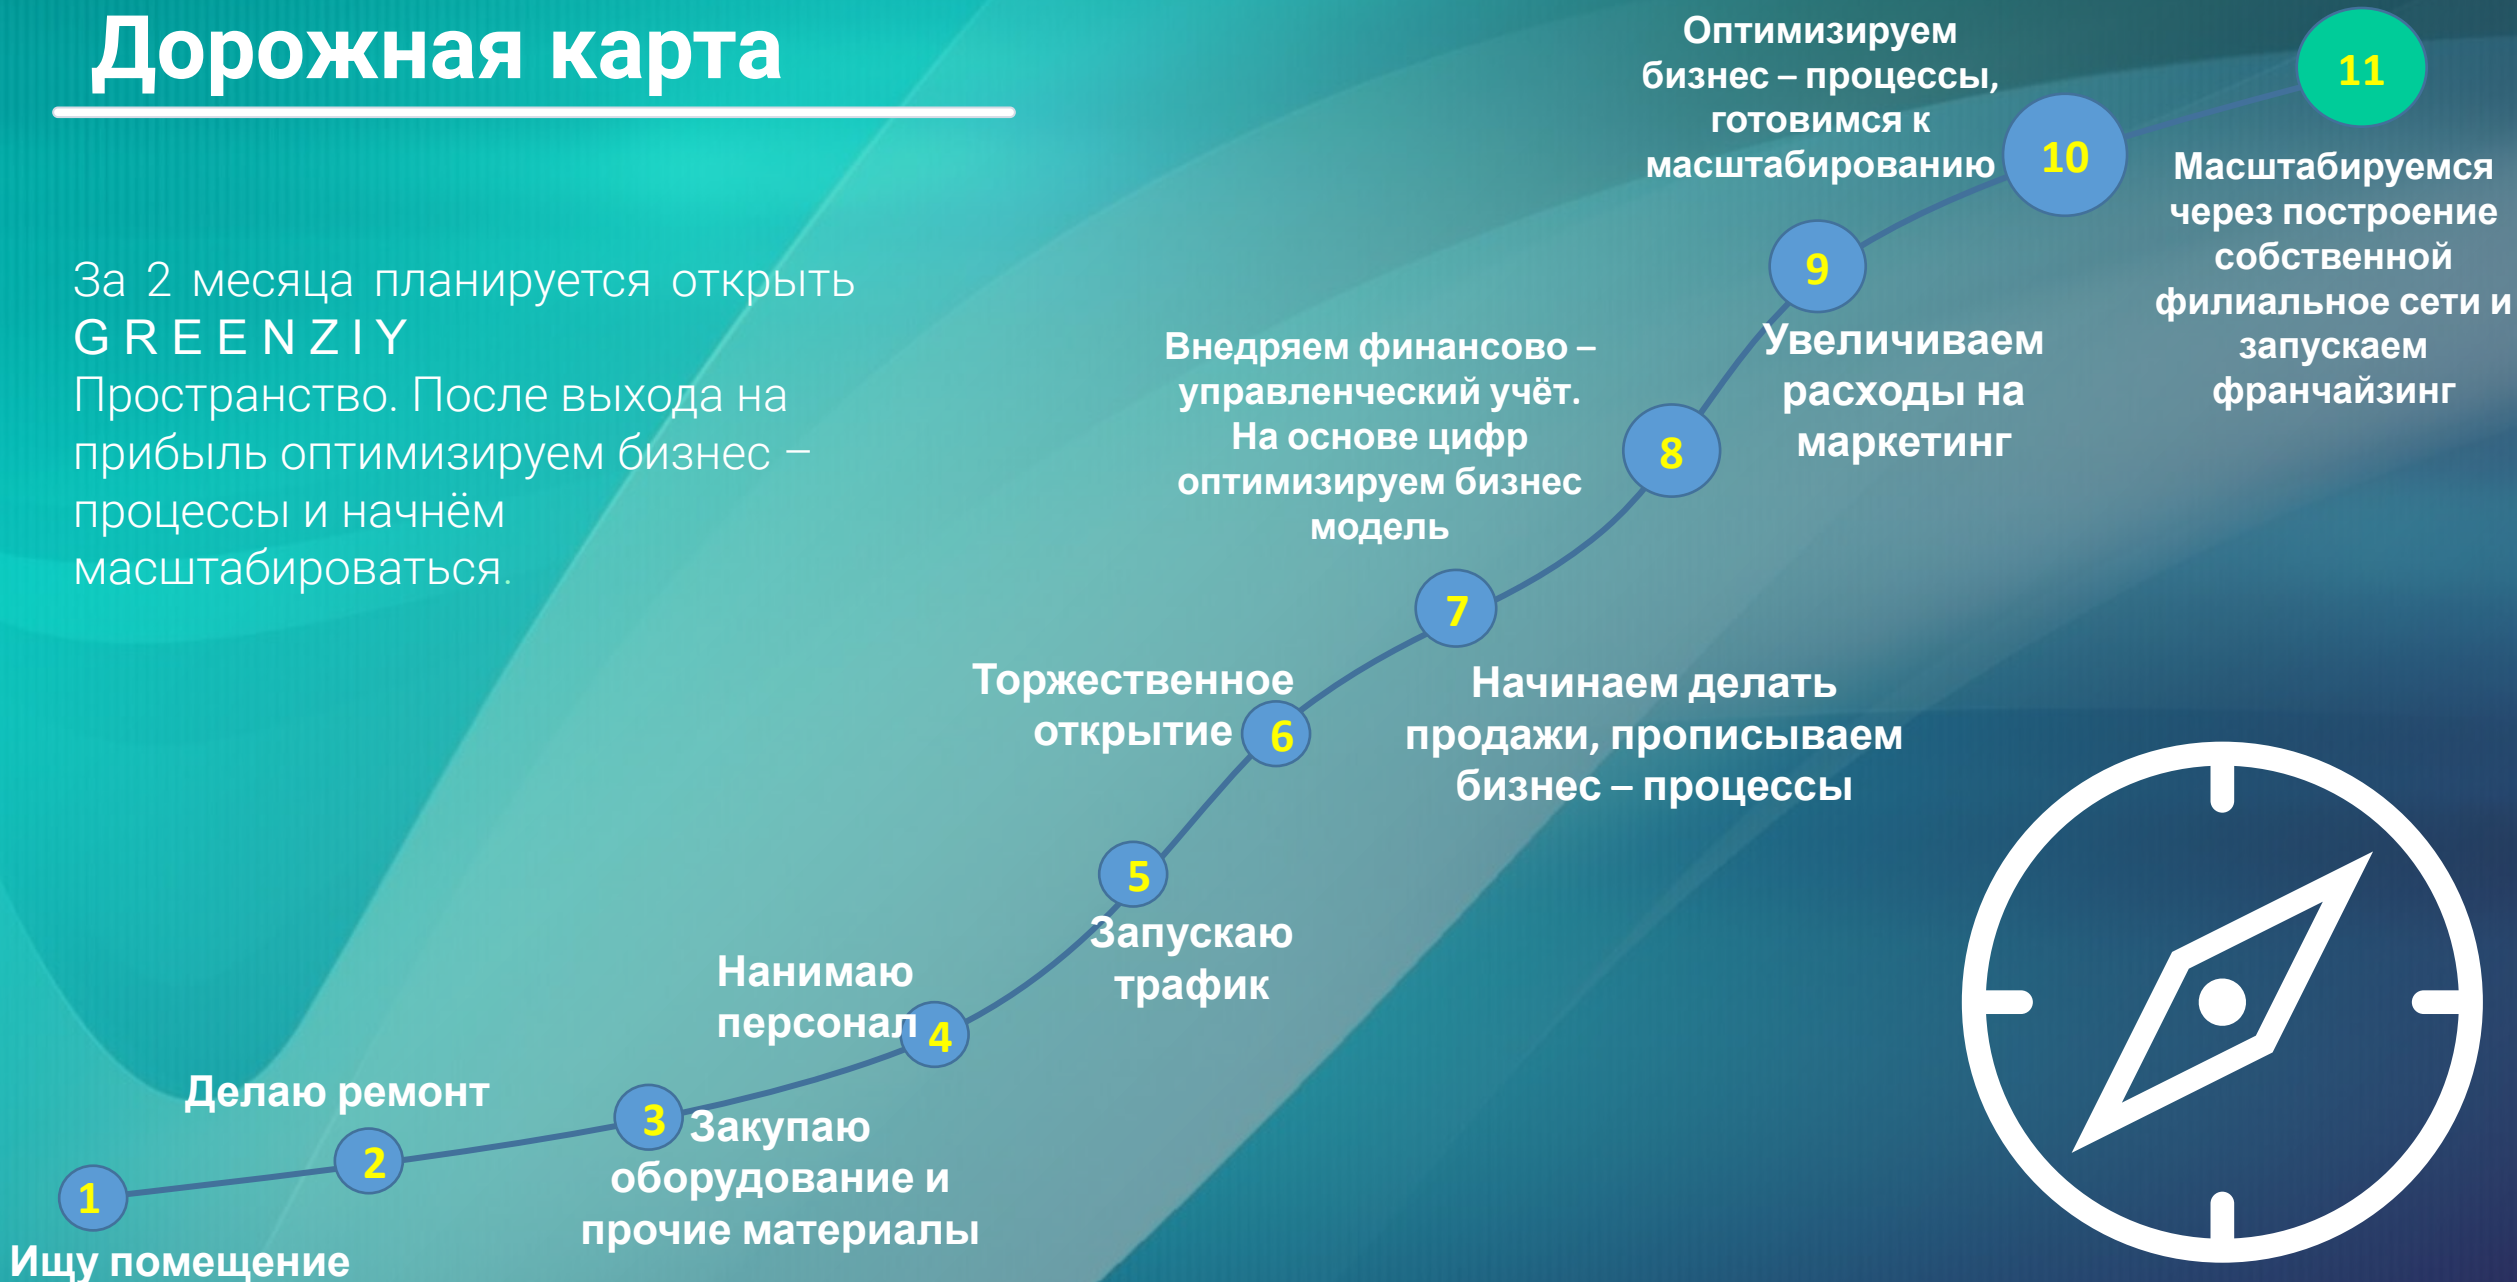 Дорожная карта
За 2 месяца планируется открыть
GREENZIY
Пространство. После выхода на
прибыль оптимизируем бизнес –
процессы и начнём
масштабироваться.
1
Ищу помещение
2
Делаю ремонт
3
Закупаю
оборудование и
прочие материалы
4
Нанимаю
персонал
5
Запускаю
трафик
6
Торжественное
открытие
7
Начинаем делать
продажи, прописываем
бизнес – процессы
8
Внедряем финансово –
управленческий учёт.
На основе цифр
оптимизируем бизнес
модель
9
Увеличиваем
расходы на
маркетинг
10
Оптимизируем
бизнес – процессы,
готовимся к
масштабированию
11
Масштабируемся
через построение
собственной
филиальное сети и
запускаем
франчайзинг